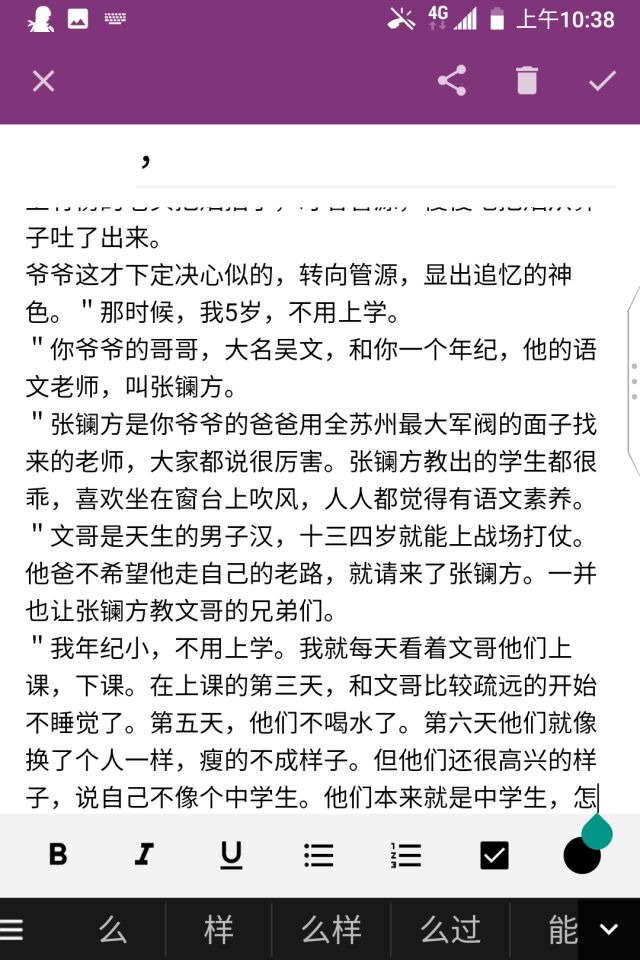 4G 上午10:38
，
子吐了出来。
爷爷这才下定决心似的，转向管源，显出追忆的神
色。＂那时候，我5岁，不用上学。
＂你爷爷的哥哥，大名吴文，和你一个年纪，他的语
文老师，叫张镧方。
＂张镧方是你爷爷的爸爸用全苏州最大军阀的面子找
来的老师，大家都说很厉害。张镧方教出的学生都很
乖，喜欢坐在窗台上吹风，人人都觉得有语文素养。
＂文哥是天生的男子汉，十三四岁就能上战场打仗。
他爸不希望他走自己的老路，就请来了张镧方。一并
也让张镧方教文哥的兄弟们。
＂我年纪小，不用上学。我就每天看着文哥他们上
课，下课。在上课的第三天，和文哥比较疏远的开始
不睡觉了。第五天，他们不喝水了。第六天他们就像
换了个人一样，瘦的不成样子。但他们还很高兴的样
子，说自己不像个中学生。他们本来就是中学生，怎
B I U
么 样 么样 么过 能